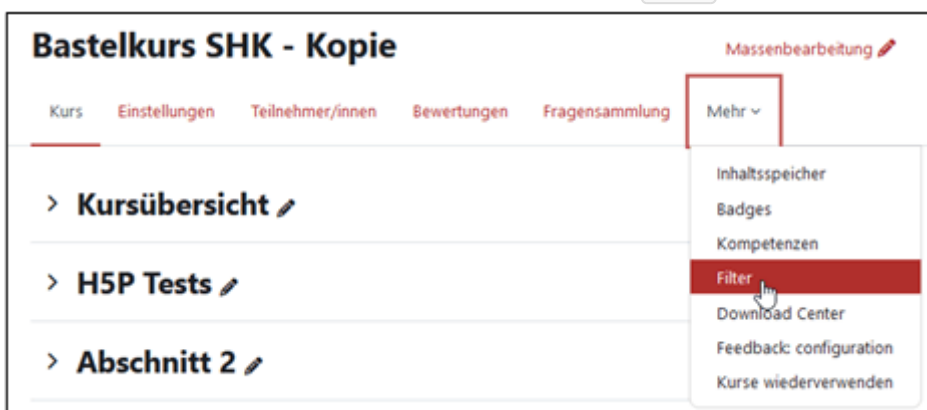 Bastelkurs SHK - Kopie
Massenbearbeitung
Kurs Einstellungen Teilnehmer/innen Bewertungen Fragensammlung Mehr
Inhaltsspeicher
Badges
Kompetenzen
Filter
Download Center
Feedback: configuration
Kurse wiederverwenden
Kursübersicht
H5P Tests
Abschnitt 2